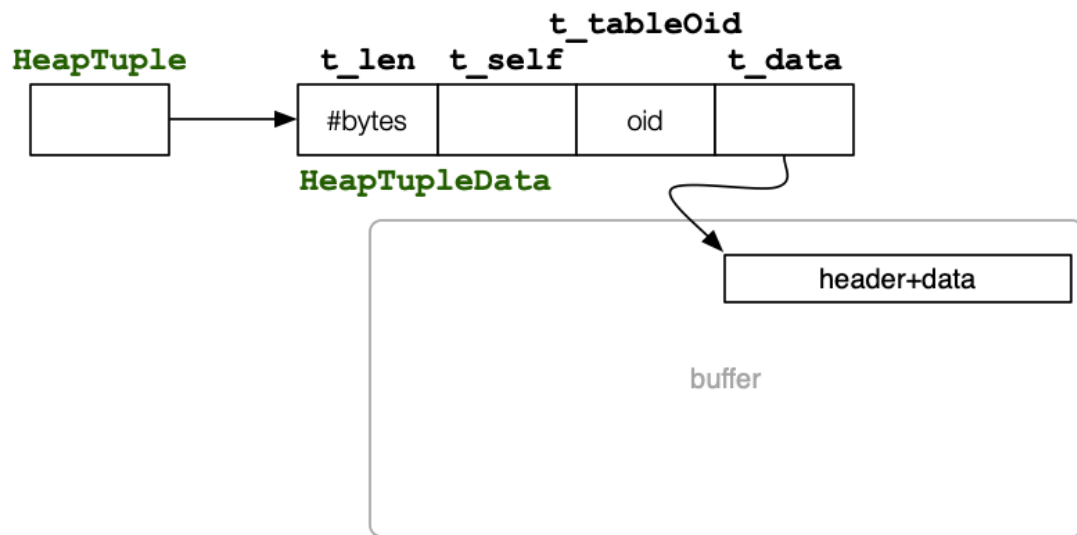 t_tableOid
HeapTuple t_len t_self t_data
#bytes oid
HeapTupleData
header+data
buffer